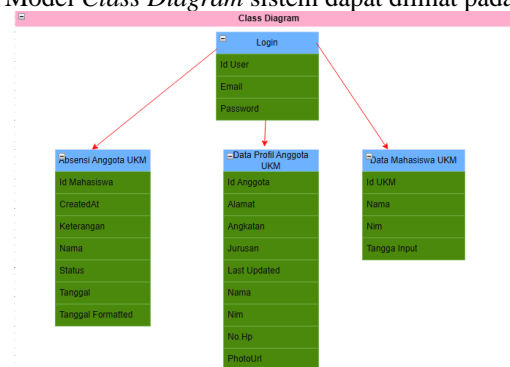 Model Class Diagram sistem dapat dilihat pada
Class Diagram
Login
Id User
Email
Password
Absensi Anggota UKM
Id Mahasiswa
CreatedAt
Keterangan
Nama
Status
Tanggal
Tanggal Formatted
Data Profil Anggota
UKM
Id Anggota
Alamat
Angkatan
Jurusan
Last Updated
Nama
Nim
No.Hp
PhotoUrl
Data Mahasiswa UKM
Id UKM
Nama
Nim
Tangga Input